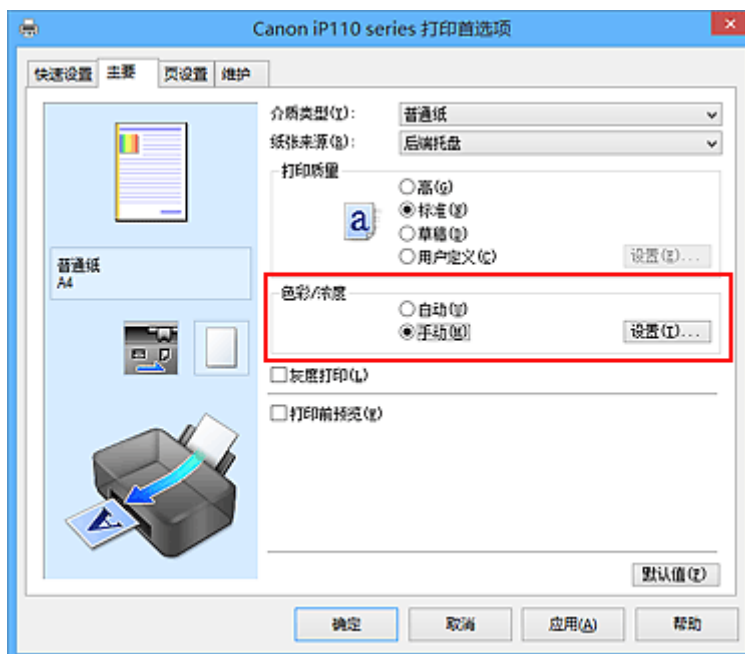 Canon iP110 series 打印首选项
快速设置 主要 页设置 维护
介质类型(Y): 普通纸
纸张来源(R): 后端托盘
打印质量
高(G)
a
标准(S)
草稿(D)
用户定义(C) 设置(E)...
普通纸
A4
色彩/浓度
自动(U)
手动(M) 设置(T)...
灰度打印(L)
打印前预览(V)
A
默认值(F)
确定 取消 应用(A) 帮助